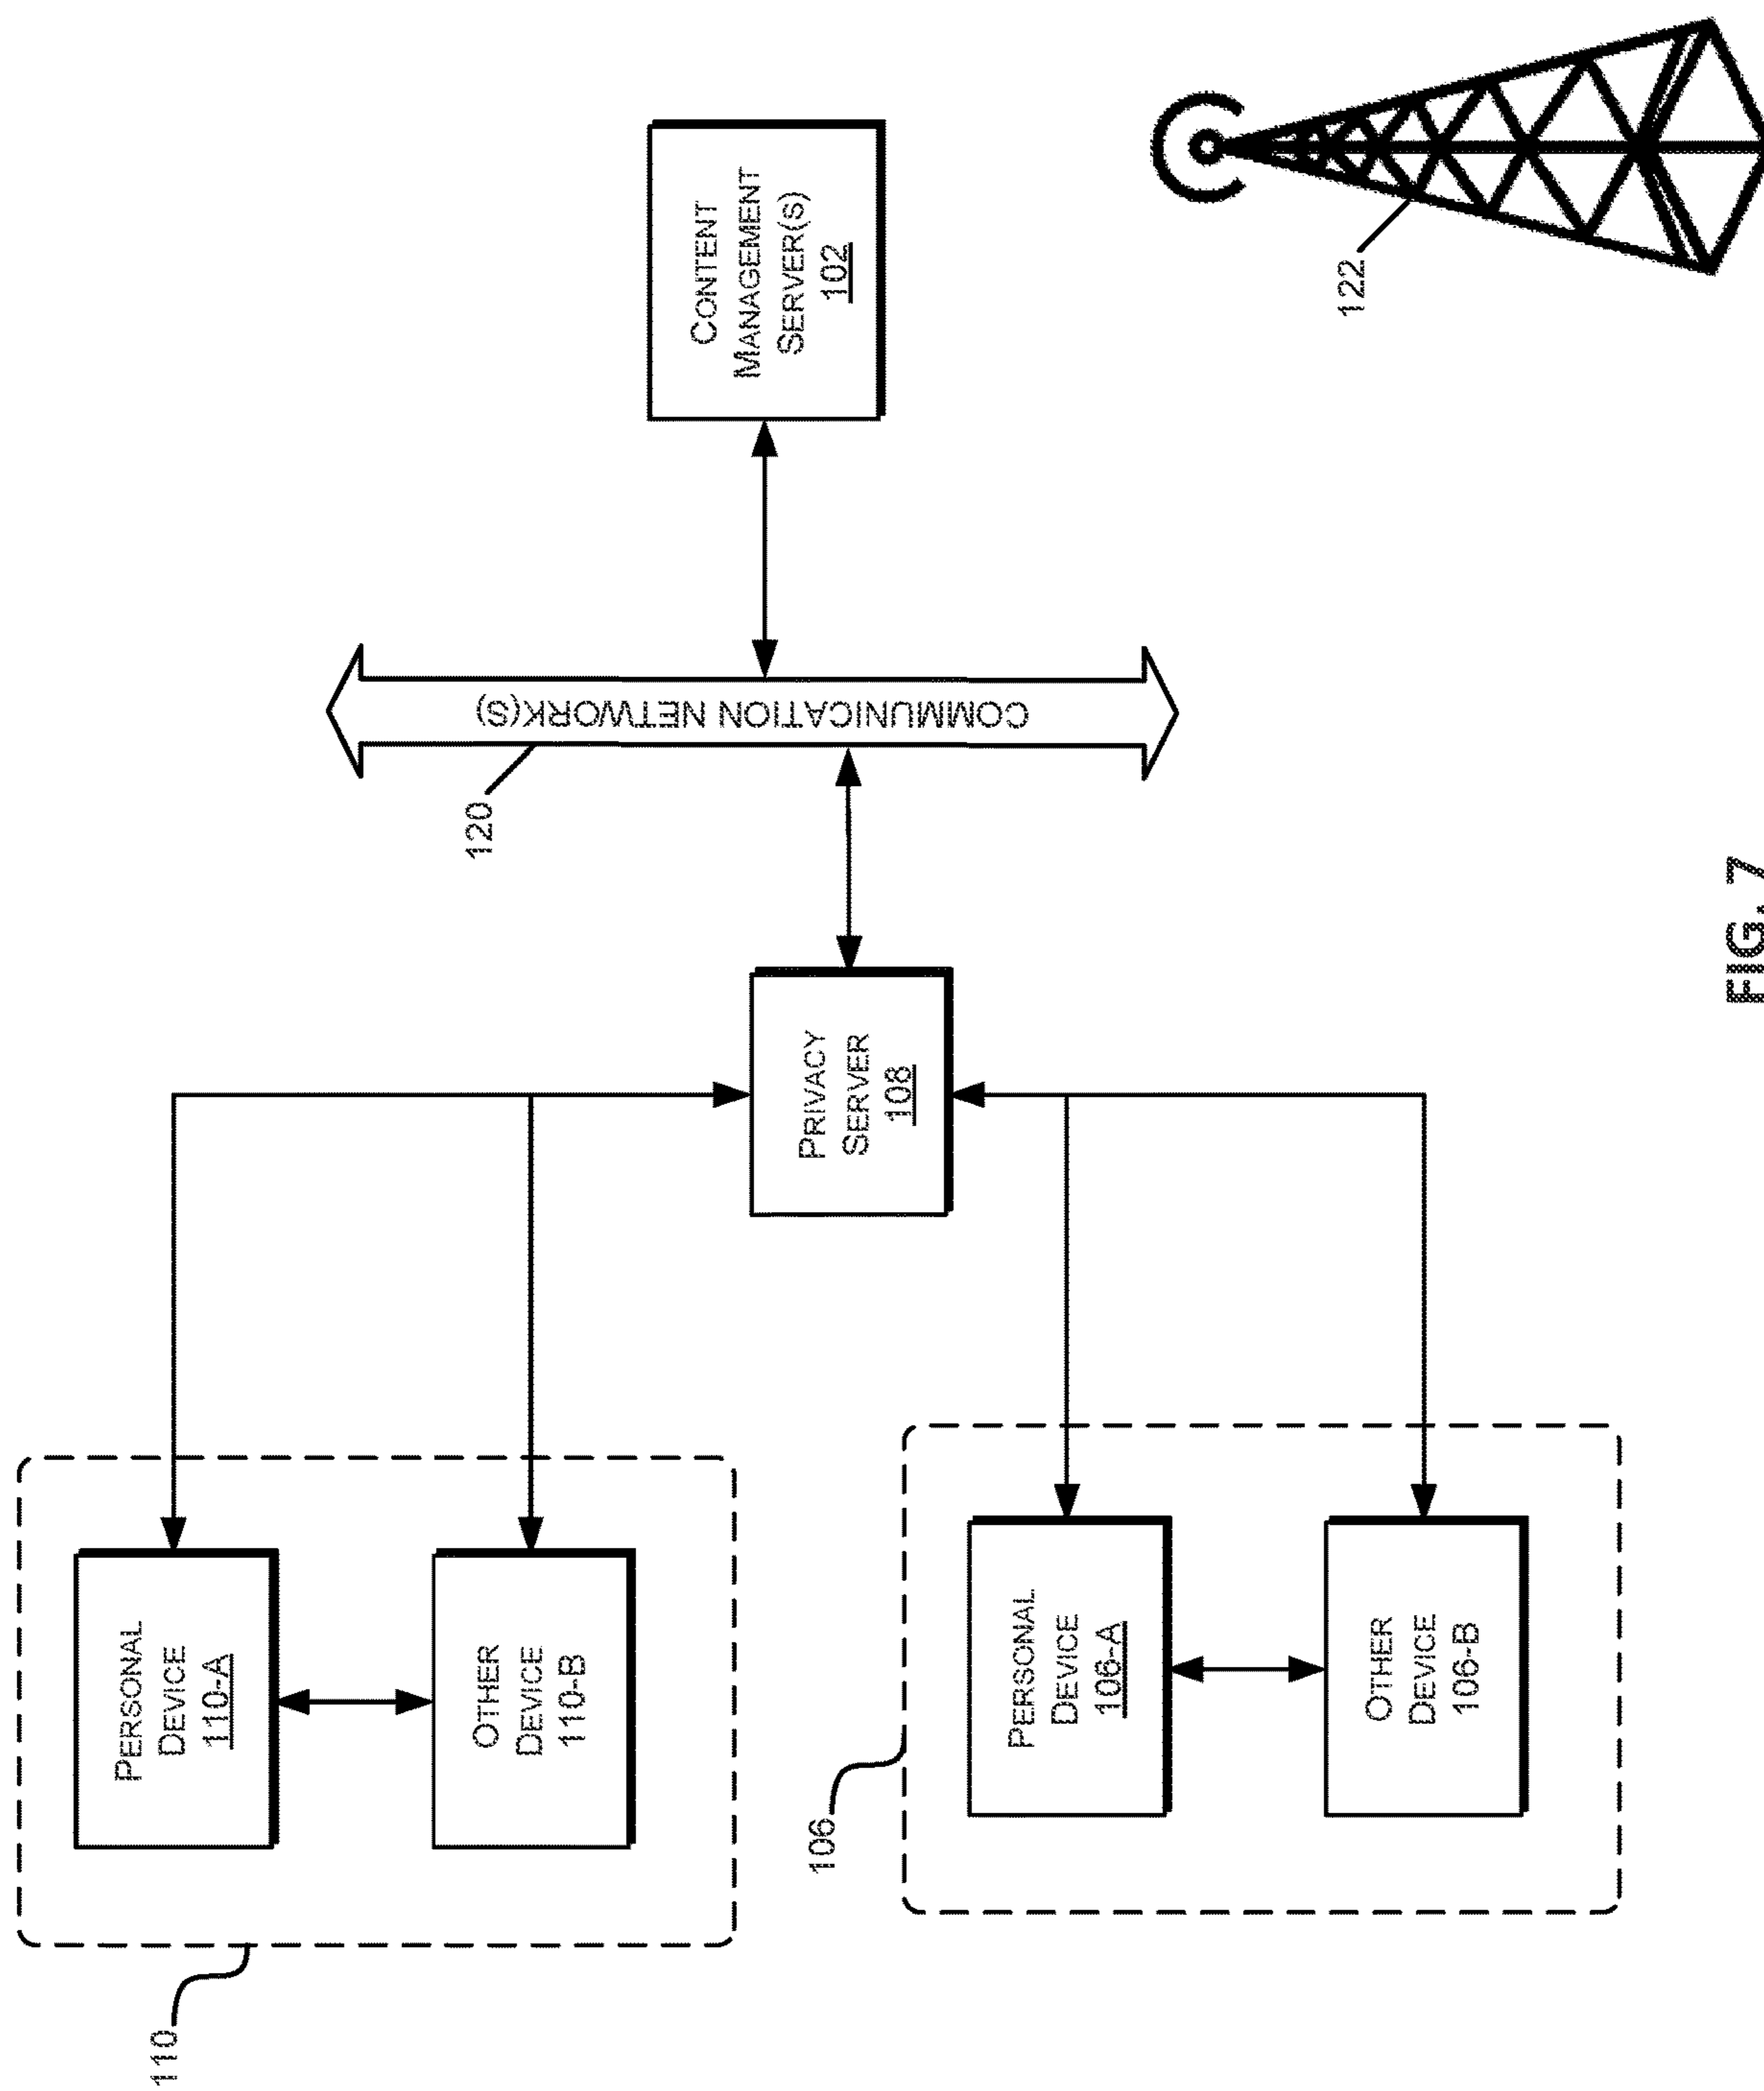 110
PERSONAL
DEVICE
110-A
OTHER
DEVICE
110-B
106
PERSONAL
DEVICE
106-A
OTHER
DEVICE
106-B
PRIVACY
SERVER
108
120
COMMUNICATION NETWORK(S)
CONTENT
MANAGEMENT
SERVER(S)
102
122
FIG. 7